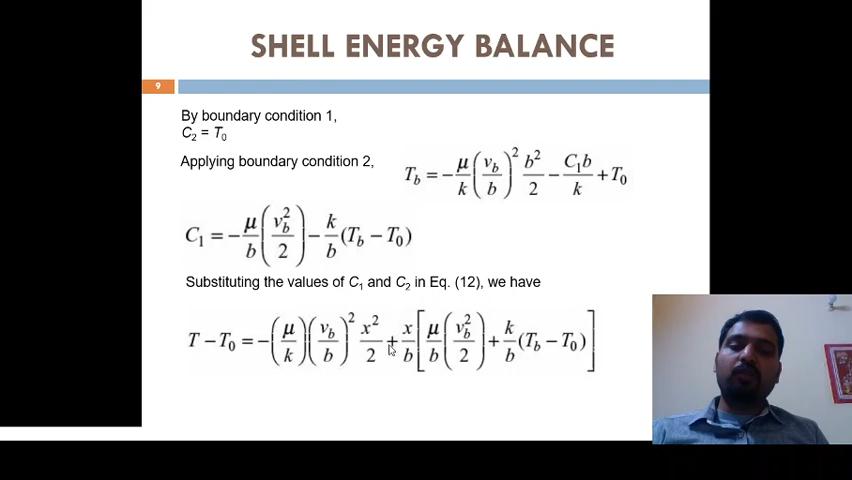 SHELL ENERGY BALANCE
9
By boundary condition 1,
C₂ = T₀
Applying boundary condition 2, T_b = −(μ/k)(v_b/b)² b²/2 − C₁b/k + T₀
C₁ = −(μ/b)(v_b²/2) − (k/b)(T_b − T₀)
Substituting the values of C₁ and C₂ in Eq. (12), we have
T − T₀ = −(μ/k)(v_b/b)² x²/2 + (x/b)[(μ/b)(v_b²/2) + (k/b)(T_b − T₀)]